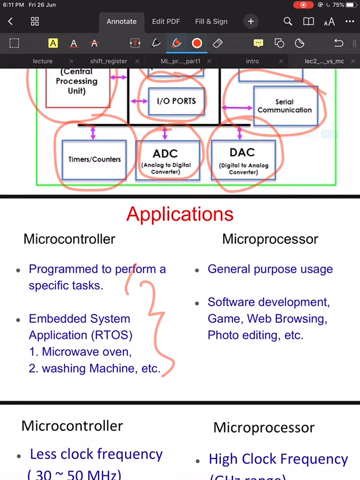 6:11 PM Fri 26 Jun
75%
Annotate
Edit PDF
Fill & Sign
lecture
shift_register
ML_pr..._part1
intro
lec2_..._vs_mc
(Central
Processing
Unit)
I/O PORTS
Serial
Communication
Timers/Counters
ADC
(Analog to Digital
Converter)
DAC
(Digital to Analog
Converter)
Applications
Microcontroller
• Programmed to perform a
specific tasks.
• Embedded System
Application (RTOS)
1. Microwave oven,
2. washing Machine, etc.
Microprocessor
• General purpose usage
• Software development,
Game, Web Browsing,
Photo editing, etc.
Microcontroller
• Less clock frequency
( 30 ~ 50 MHz)
Microprocessor
• High Clock Frequency
(GHz range)